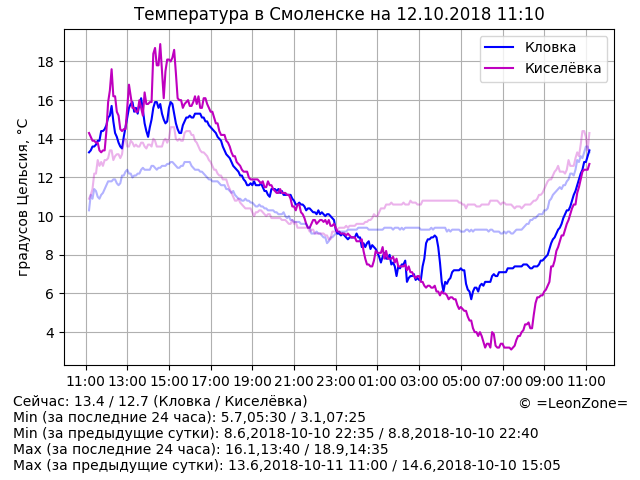 Температура в Смоленске на 12.10.2018 11:10
Кловка
Киселёвка
градусов Цельсия, °C
18
16
14
12
10
8
6
4
11:00 13:00 15:00 17:00 19:00 21:00 23:00 01:00 03:00 05:00 07:00 09:00 11:00
Сейчас: 13.4 / 12.7 (Кловка / Киселёвка)
© =LeonZone=
Min (за последние 24 часа): 5.7,05:30 / 3.1,07:25
Min (за предыдущие сутки): 8.6,2018-10-10 22:35 / 8.8,2018-10-10 22:40
Max (за последние 24 часа): 16.1,13:40 / 18.9,14:35
Max (за предыдущие сутки): 13.6,2018-10-11 11:00 / 14.6,2018-10-10 15:05